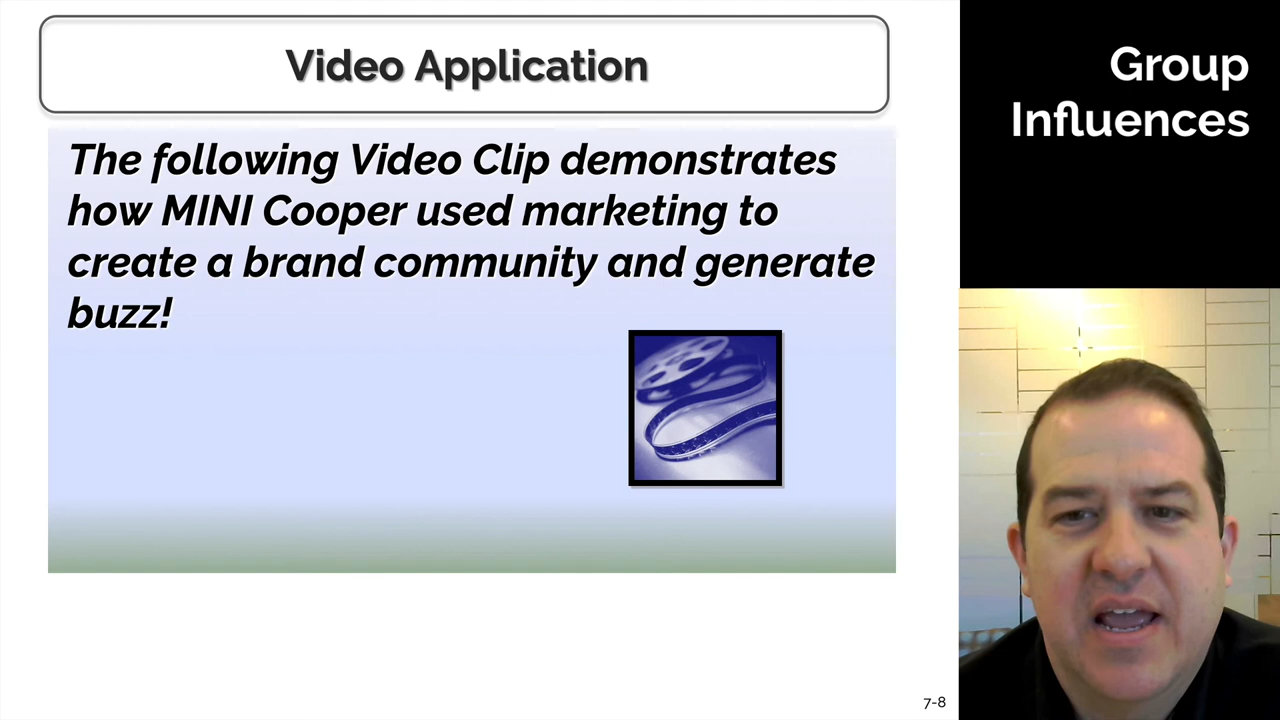 Video Application
The following Video Clip demonstrates
how MINI Cooper used marketing to
create a brand community and generate
buzz!
7-8
Group
Influences